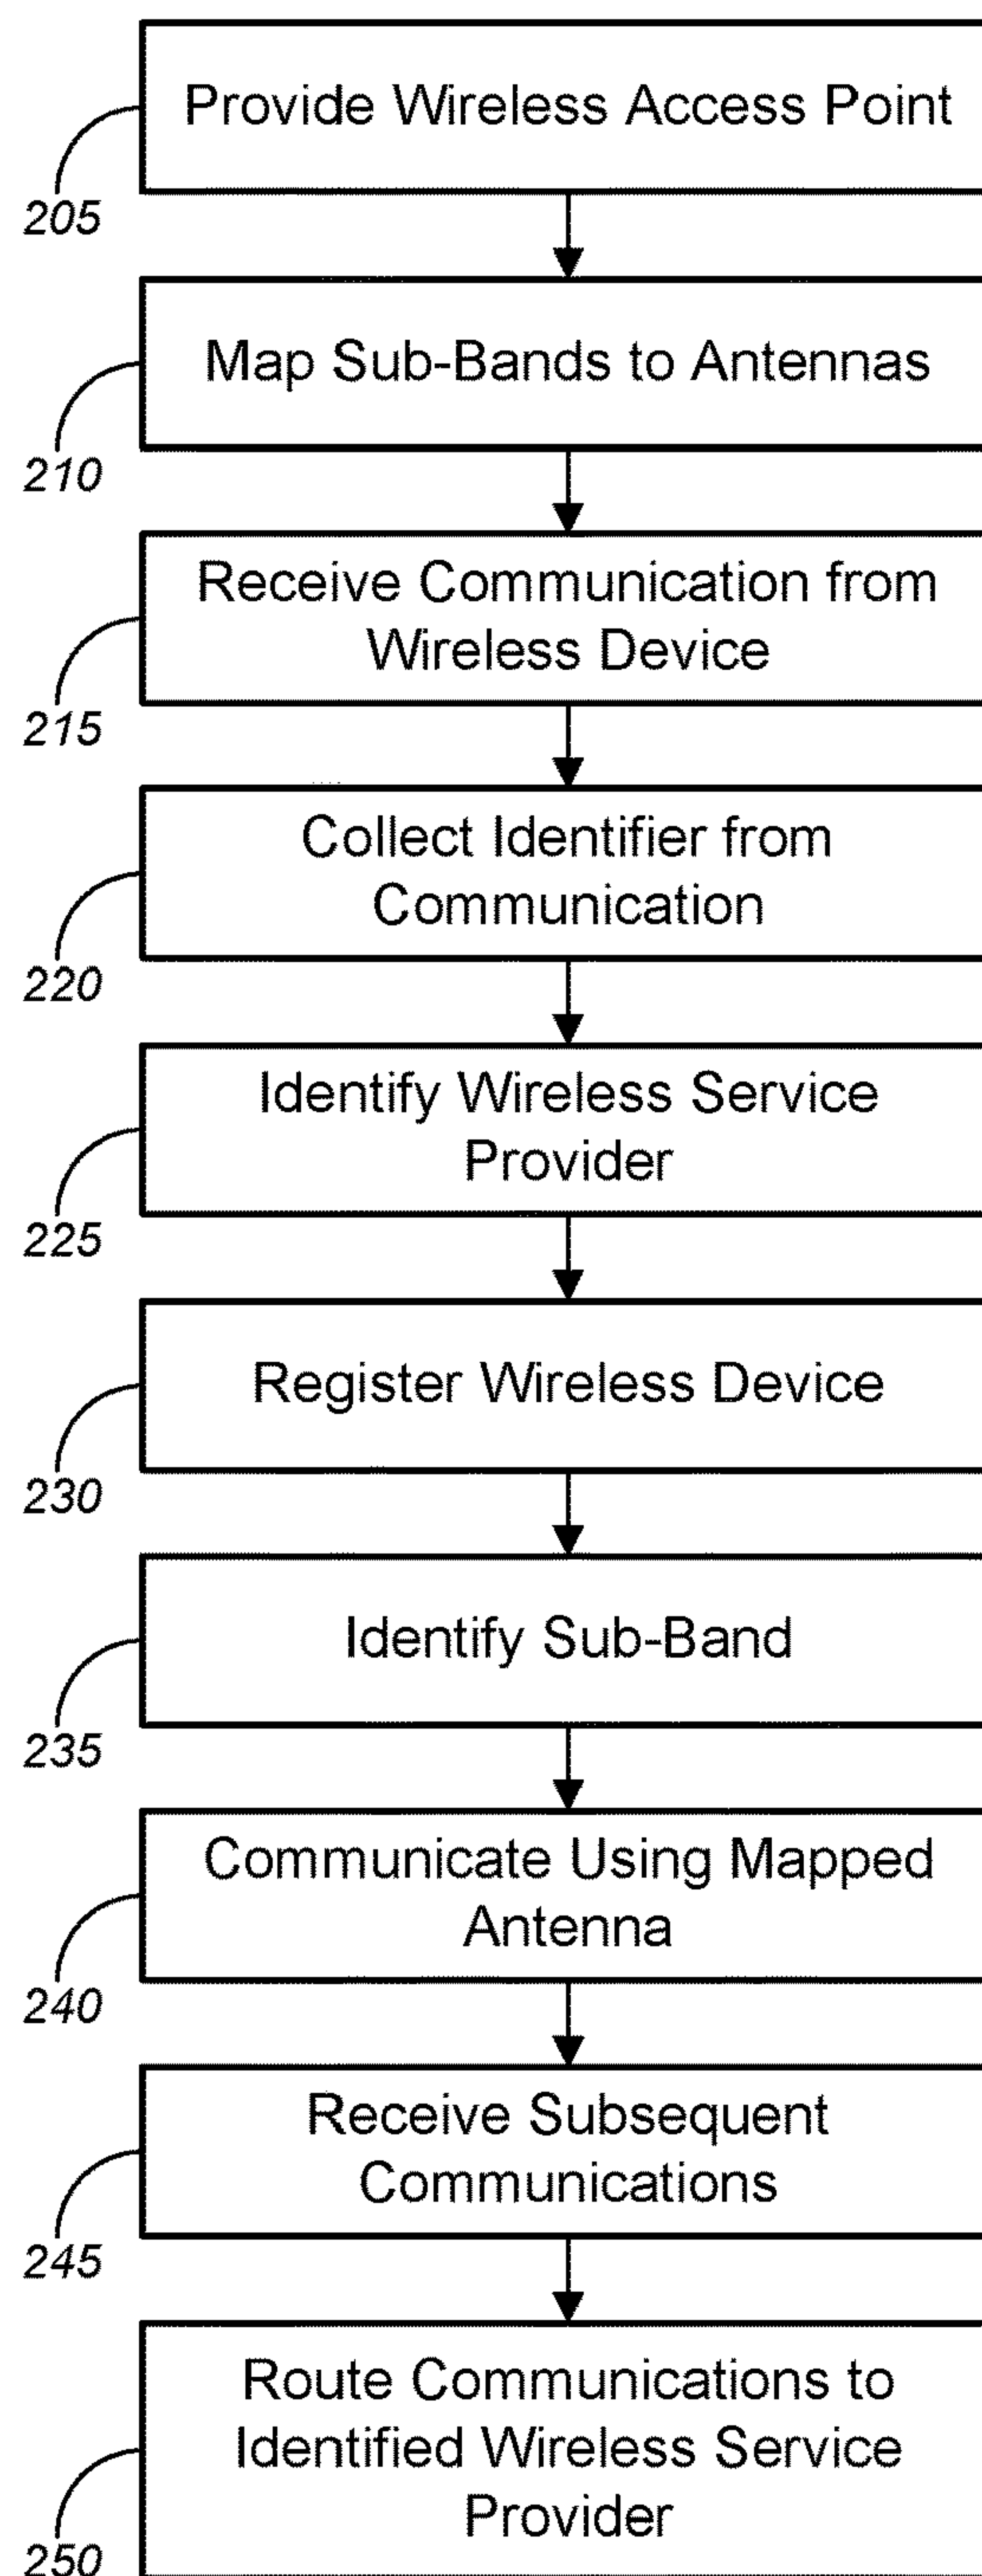 Provide Wireless Access Point
205
Map Sub-Bands to Antennas
210
Receive Communication from
Wireless Device
215
Collect Identifier from
Communication
220
Identify Wireless Service
Provider
225
Register Wireless Device
230
Identify Sub-Band
235
Communicate Using Mapped
Antenna
240
Receive Subsequent
Communications
245
Route Communications to
Identified Wireless Service
Provider
250